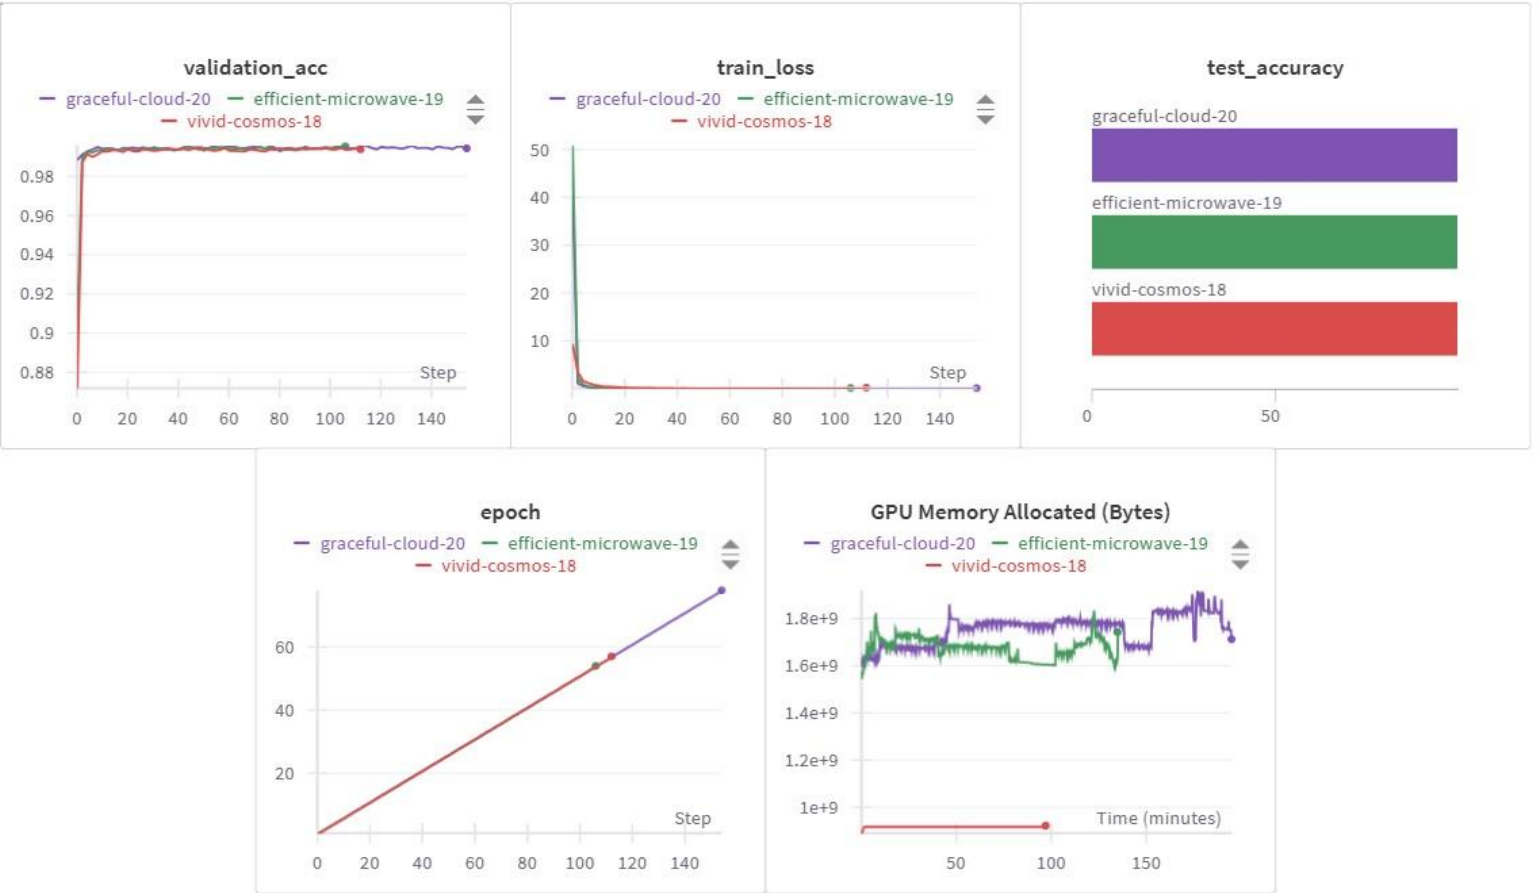 validation_acc
graceful-cloud-20 efficient-microwave-19
vivid-cosmos-18
0.98
0.96
0.94
0.92
0.9
0.88
Step
0 20 40 60 80 100 120 140
train_loss
graceful-cloud-20 efficient-microwave-19
vivid-cosmos-18
50
40
30
20
10
Step
0 20 40 60 80 100 120 140
test_accuracy
graceful-cloud-20
efficient-microwave-19
vivid-cosmos-18
0 50
epoch
graceful-cloud-20 efficient-microwave-19
vivid-cosmos-18
60
40
20
Step
0 20 40 60 80 100 120 140
GPU Memory Allocated (Bytes)
graceful-cloud-20 efficient-microwave-19
vivid-cosmos-18
1.8e+9
1.6e+9
1.4e+9
1.2e+9
1e+9
Time (minutes)
50 100 150